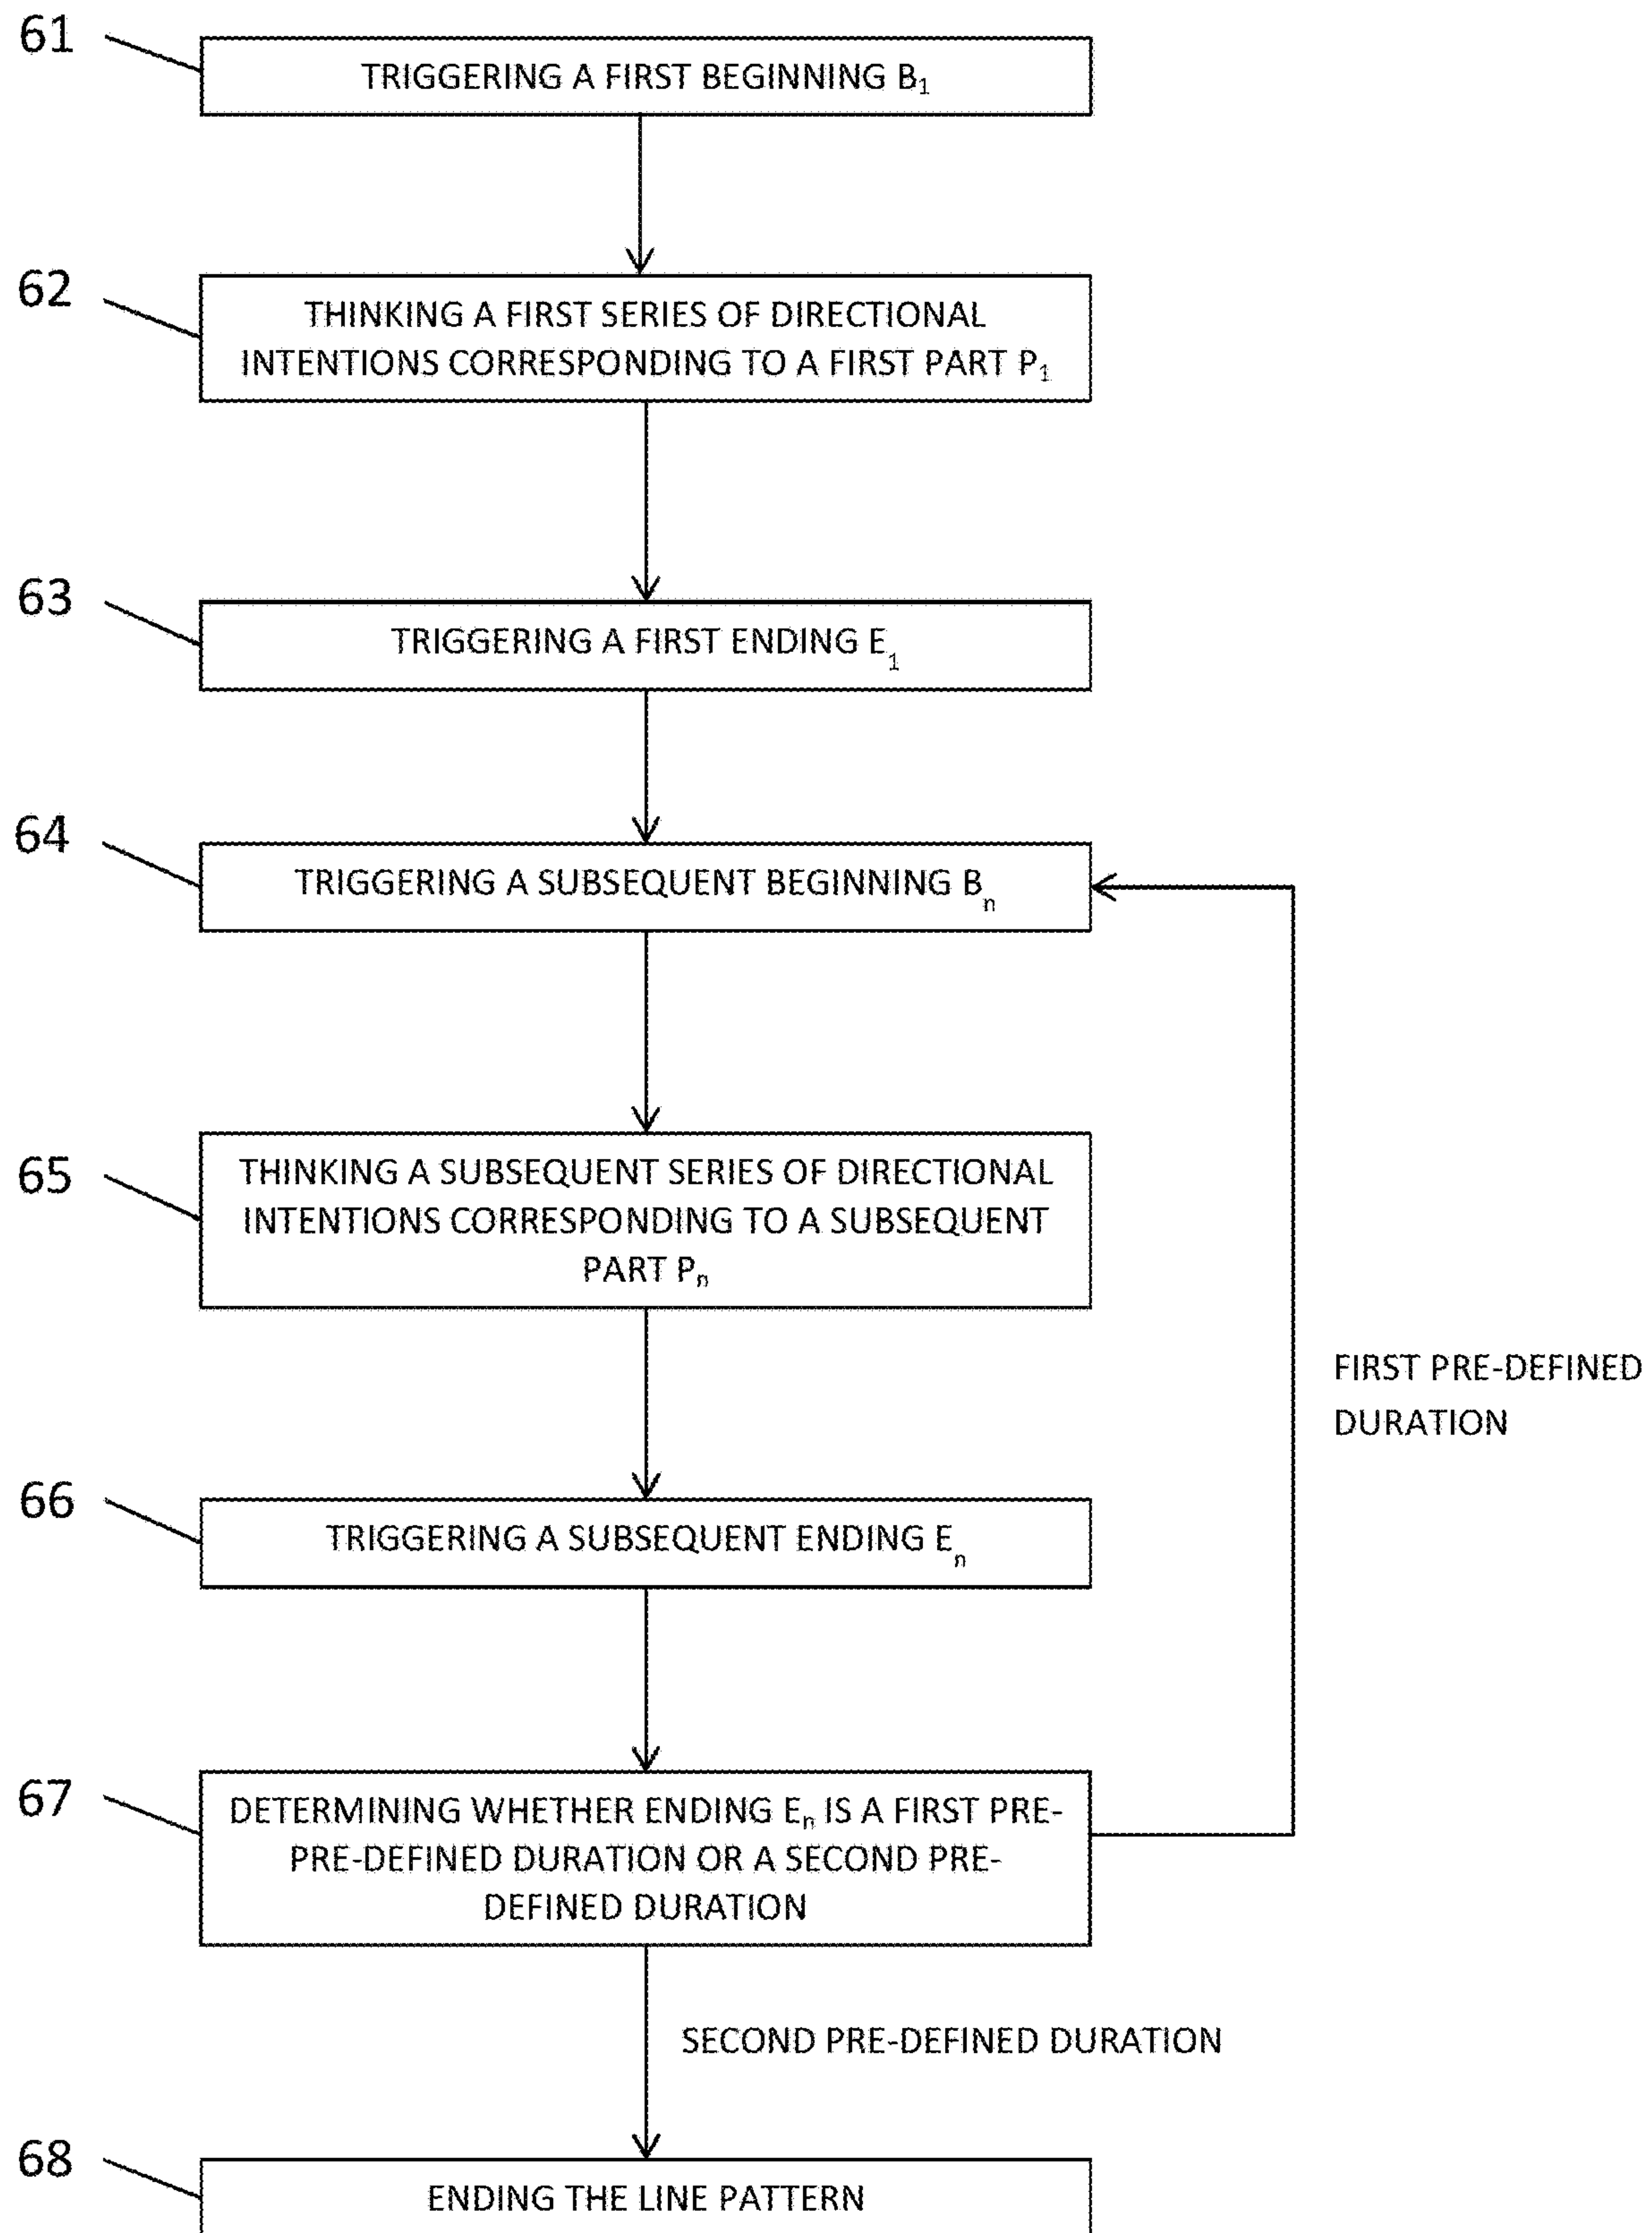 61
TRIGGERING A FIRST BEGINNING B₁
62
THINKING A FIRST SERIES OF DIRECTIONAL
INTENTIONS CORRESPONDING TO A FIRST PART P₁
63
TRIGGERING A FIRST ENDING E₁
64
TRIGGERING A SUBSEQUENT BEGINNING Bₙ
65
THINKING A SUBSEQUENT SERIES OF DIRECTIONAL
INTENTIONS CORRESPONDING TO A SUBSEQUENT
PART Pₙ
FIRST PRE-DEFINED
DURATION
66
TRIGGERING A SUBSEQUENT ENDING Eₙ
67
DETERMINING WHETHER ENDING Eₙ IS A FIRST PRE-
PRE-DEFINED DURATION OR A SECOND PRE-
DEFINED DURATION
SECOND PRE-DEFINED DURATION
68
ENDING THE LINE PATTERN